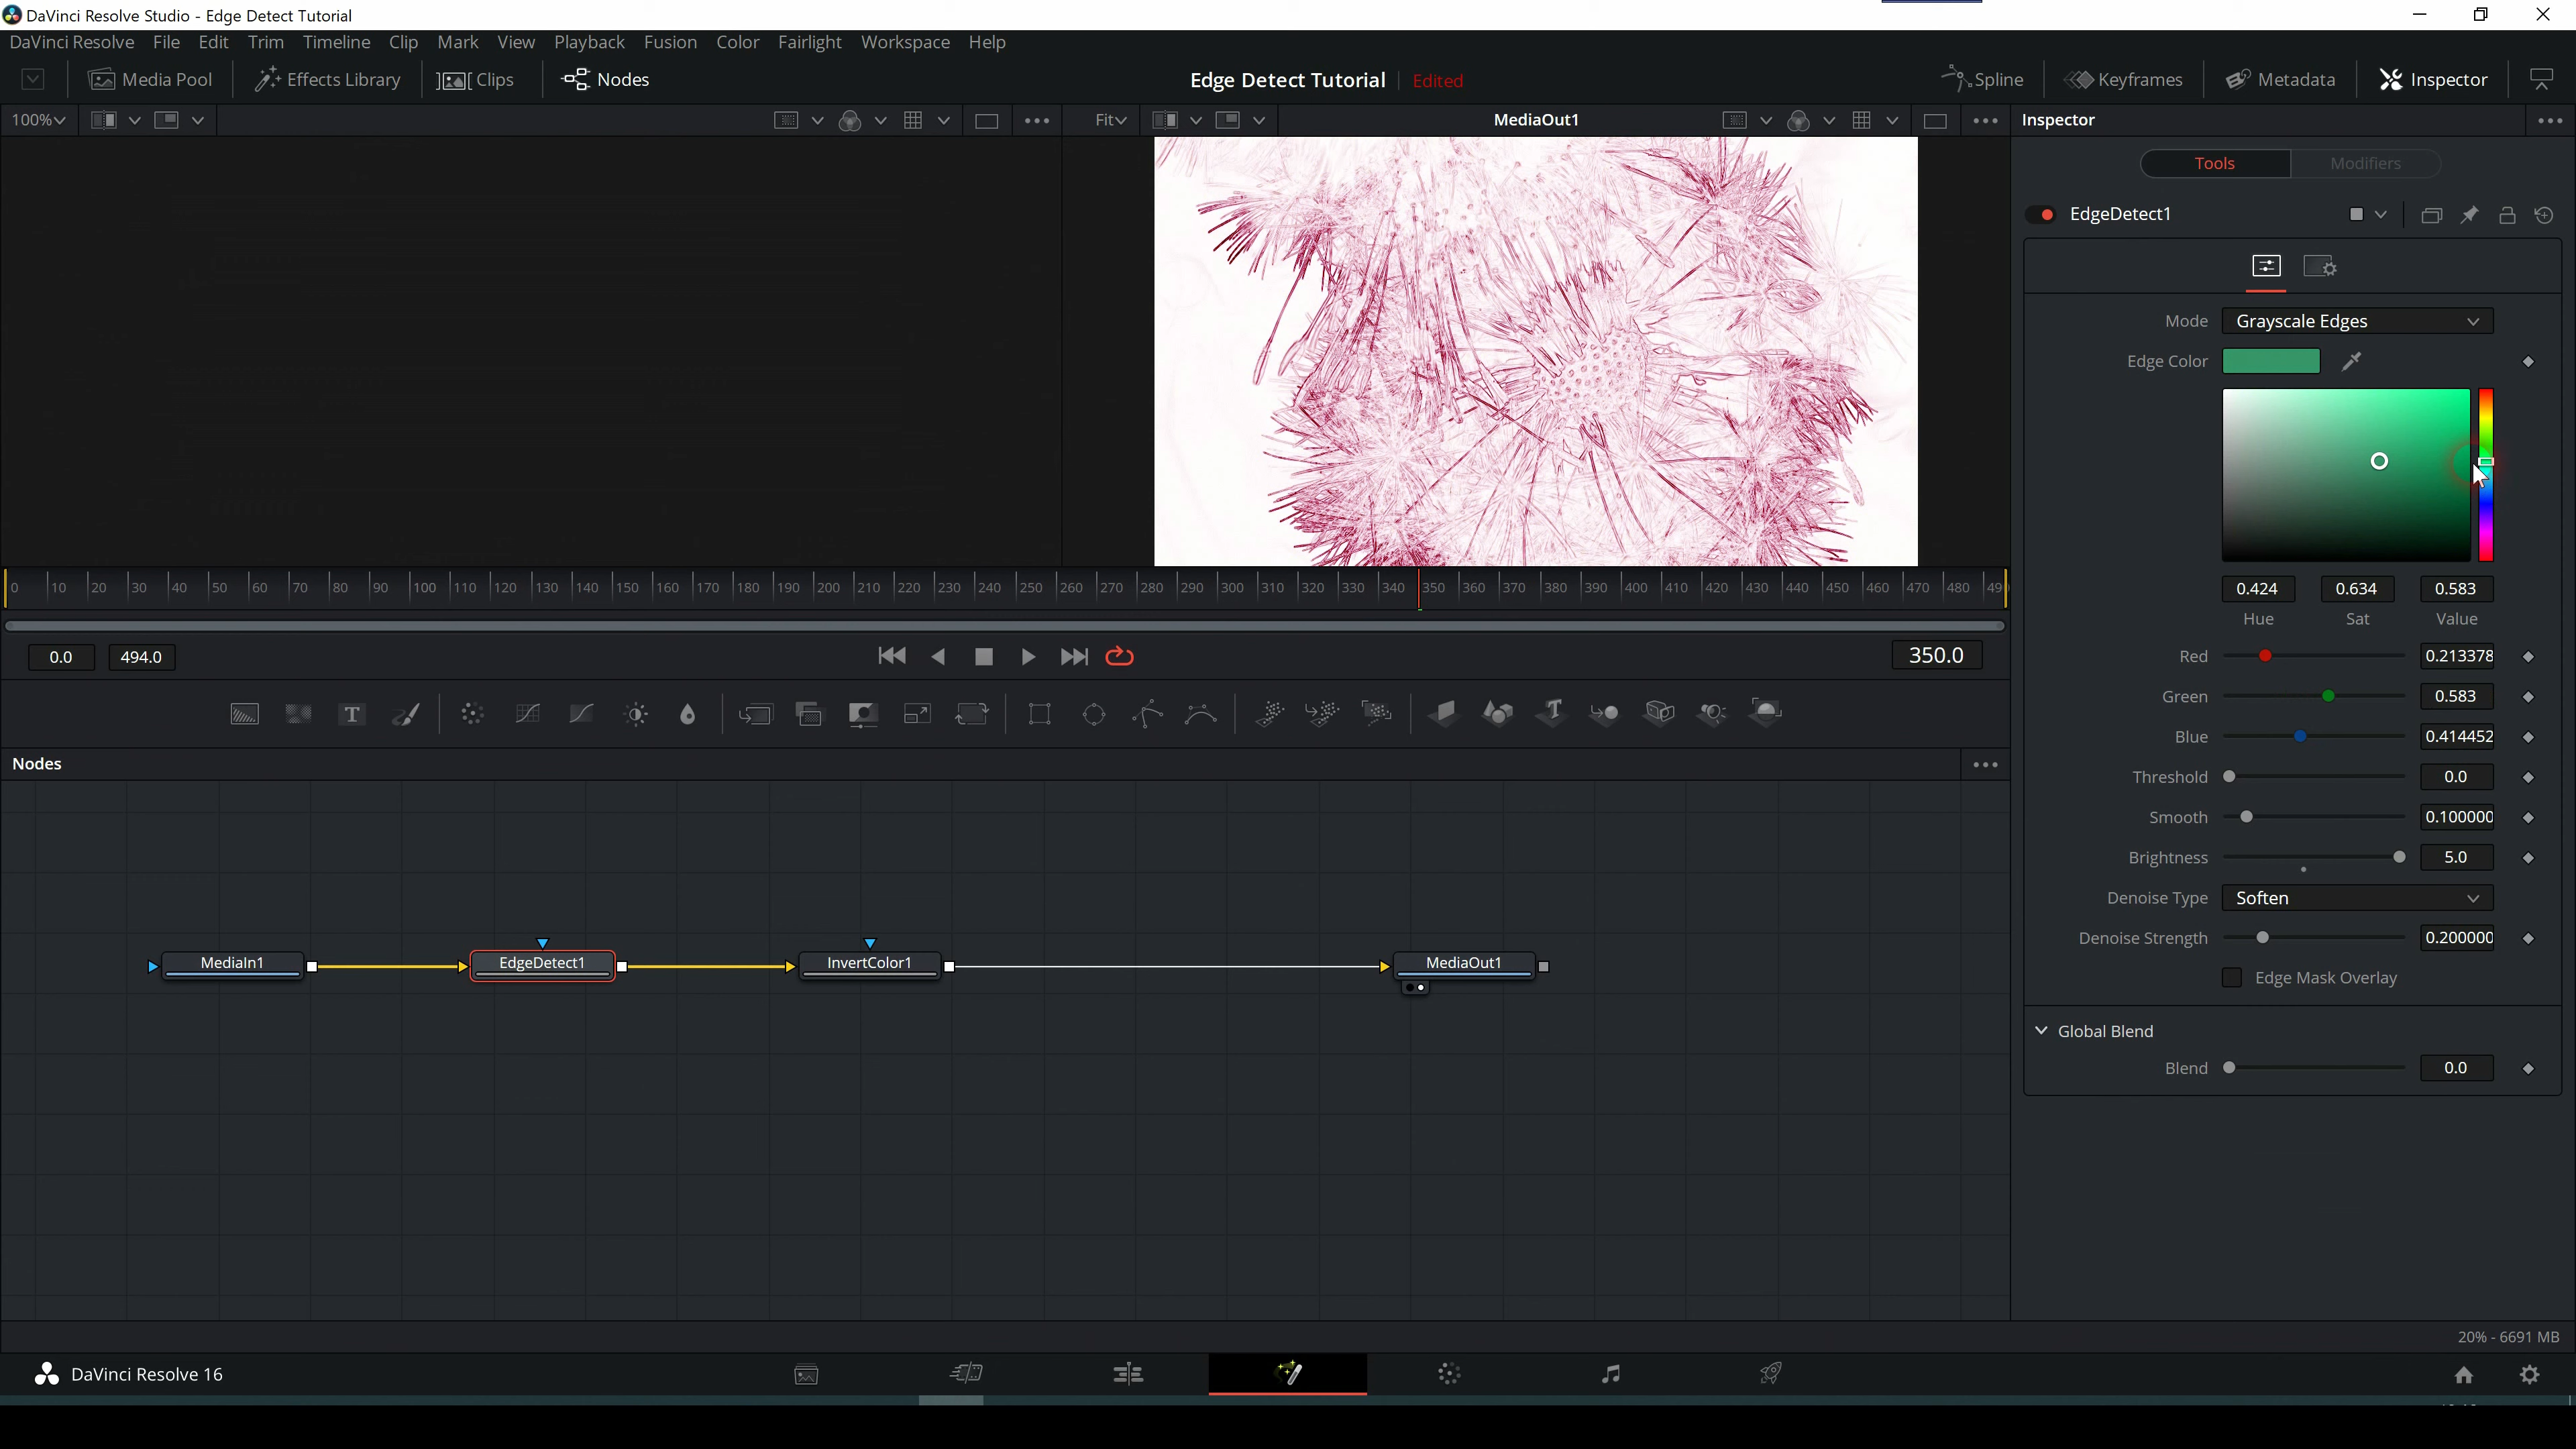 DaVinci Resolve Studio - Edge Detect Tutorial
DaVinci Resolve File Edit Trim Timeline Clip Mark View Playback Fusion Color Fairlight Workspace Help
Media Pool Effects Library Clips Nodes Edge Detect Tutorial Edited Spline Keyframes Metadata Inspector
100% Fit MediaOut1 Inspector
Tools Modifiers
EdgeDetect1
Mode Grayscale Edges
Edge Color
0.424 0.634 0.583
Hue Sat Value
0 10 20 30 40 50 60 70 80 90 100 110 120 130 140 150 160 170 180 190 200 210 220 230 240 250 260 270 280 290 300 310 320 330 340 350 360 370 380 390 400 410 420 430 440 450 460 470 480 49
0.0 494.0 350.0
Red 0.213378
Green 0.583
Blue 0.414452
Threshold 0.0
Smooth 0.100000
Brightness 5.0
Denoise Type Soften
Denoise Strength 0.200000
Edge Mask Overlay
Global Blend
Blend 0.0
Nodes
MediaIn1 EdgeDetect1 InvertColor1 MediaOut1
20% - 6691 MB
DaVinci Resolve 16